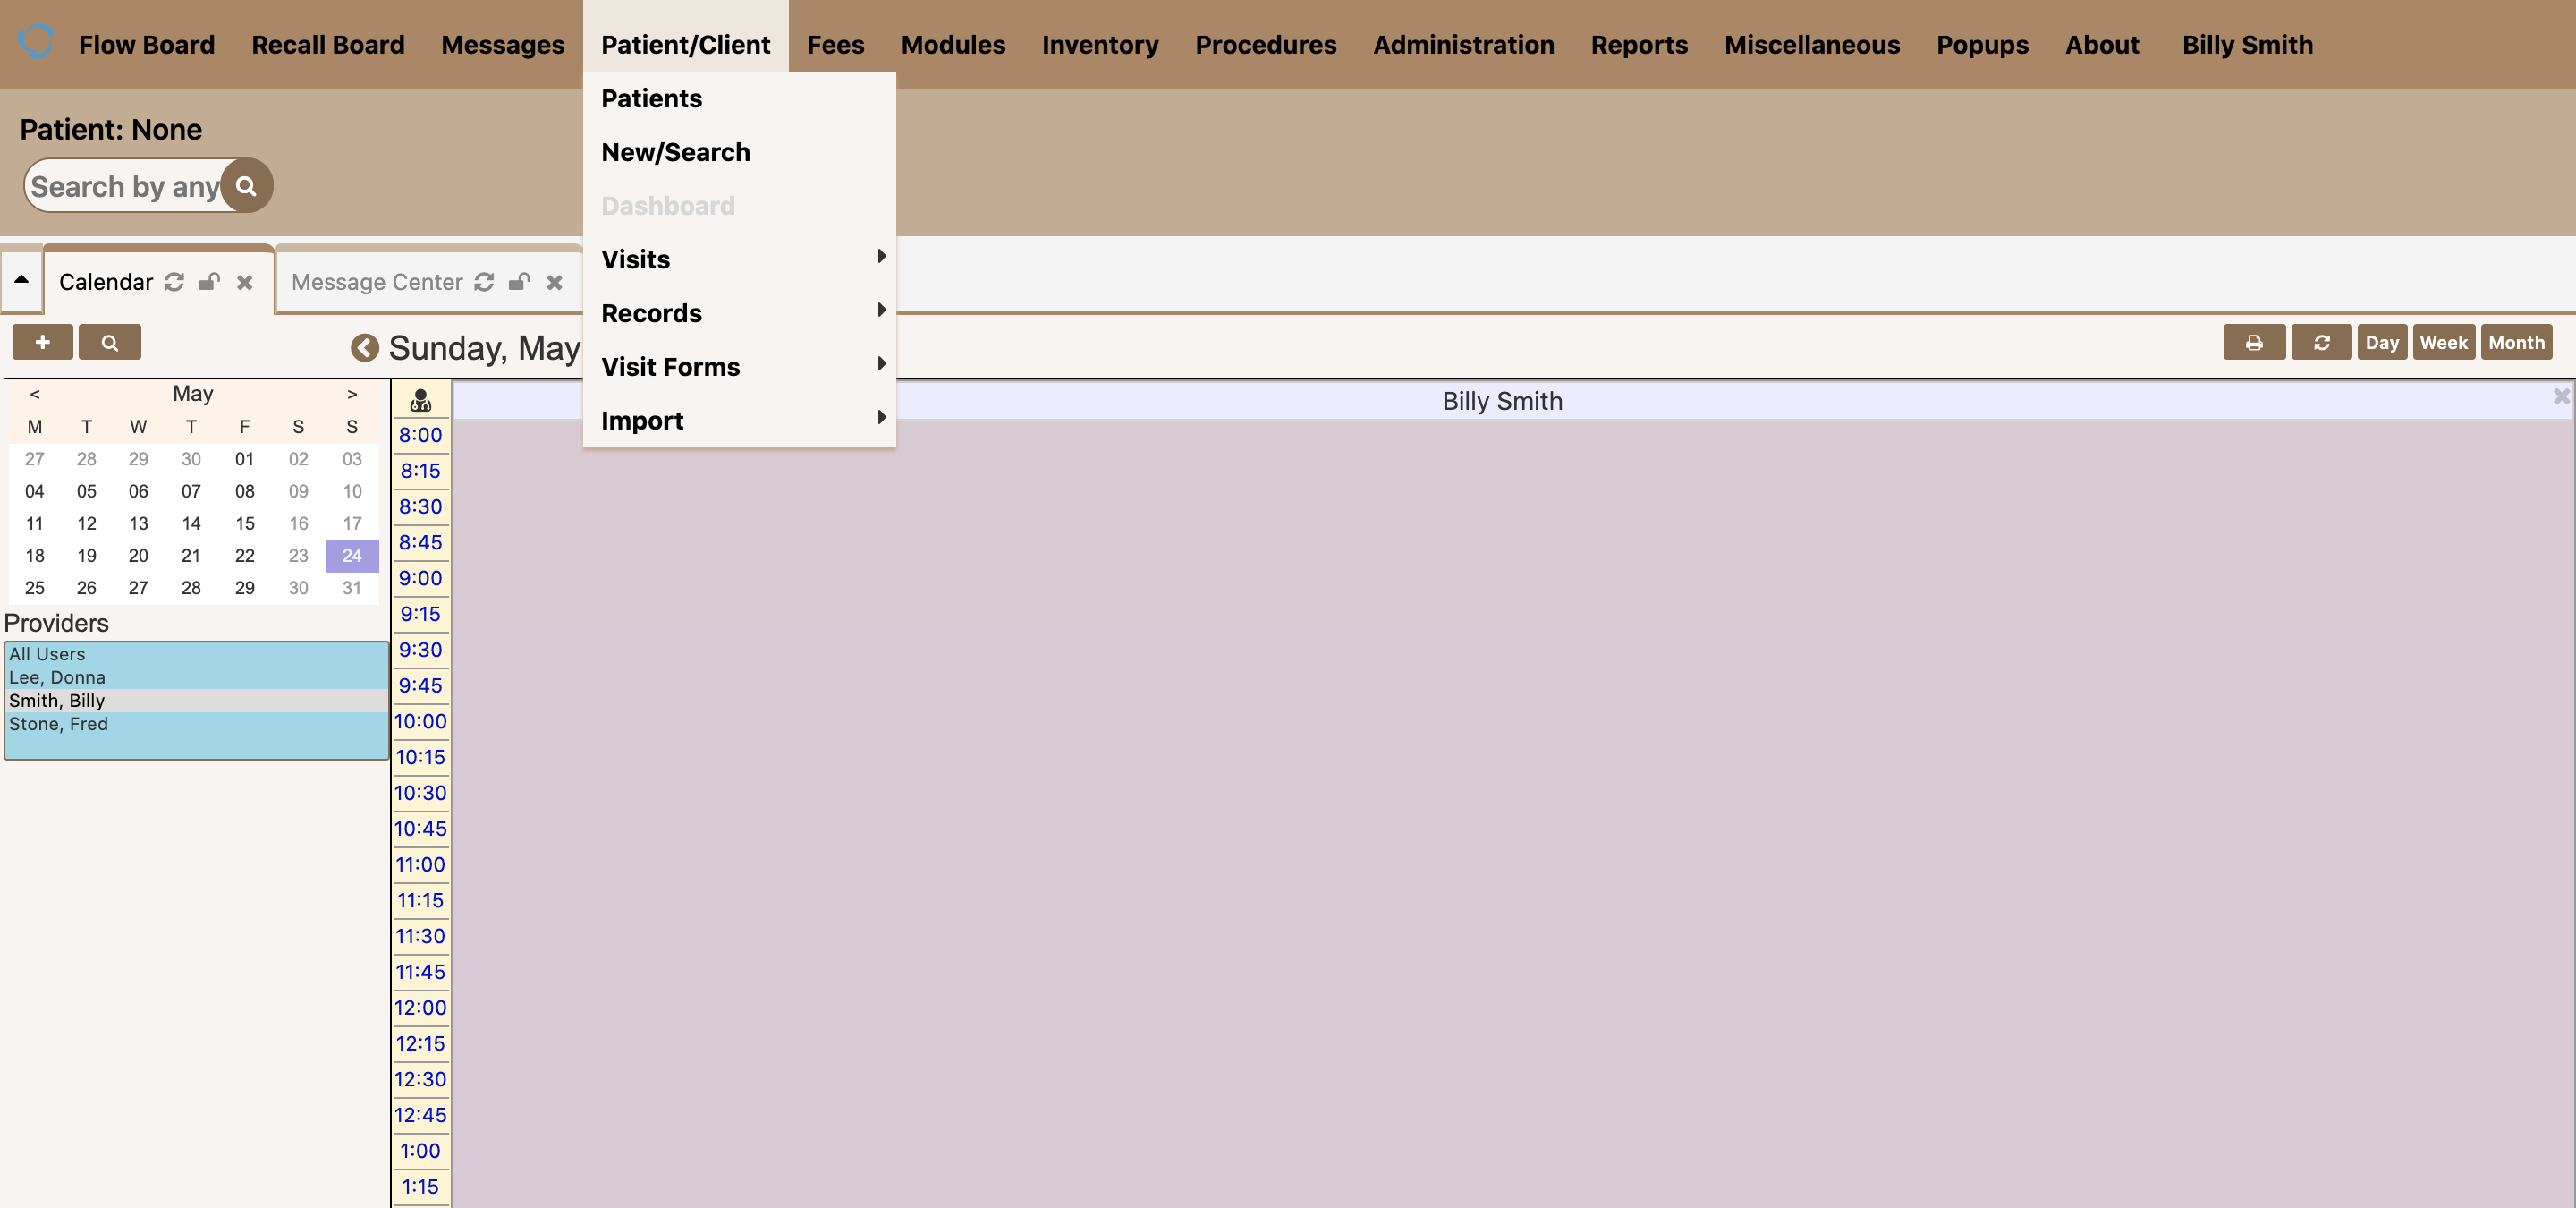 Flow Board Recall Board Messages Patient/Client Fees Modules Inventory Procedures Administration Reports Miscellaneous Popups About Billy Smith
Patients
New/Search
Dashboard
Visits
Records
Visit Forms
Import
Patient: None
Search by any
Calendar Message Center
Sunday, May
Day Week Month
< May >
M T W T F S S
27 28 29 30 01 02 03
04 05 06 07 08 09 10
11 12 13 14 15 16 17
18 19 20 21 22 23 24
25 26 27 28 29 30 31
Providers
All Users
Lee, Donna
Smith, Billy
Stone, Fred
Billy Smith
8:00
8:15
8:30
8:45
9:00
9:15
9:30
9:45
10:00
10:15
10:30
10:45
11:00
11:15
11:30
11:45
12:00
12:15
12:30
12:45
1:00
1:15